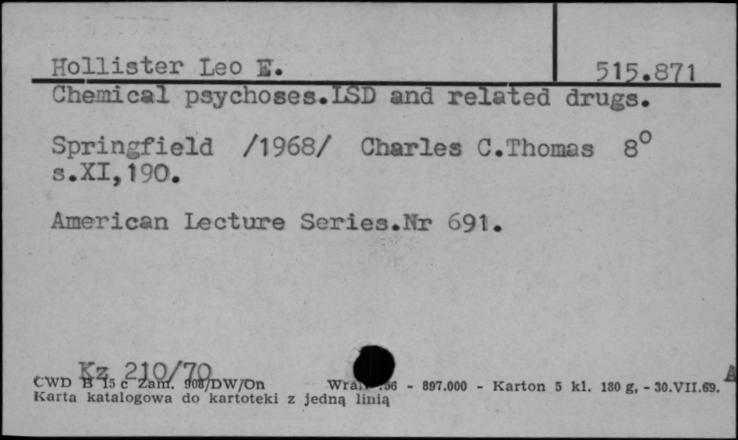 Hollister Leo E.
515.871
Chemical psychoses.LSD and related drugs.
Springfield /1968/ Charles C.Thomas 8°
s.XI,190.
American Lecture Series.Nr 691.
Kz 210/70
CWD B 15 c Zam. 908/DW/On 56 - 897.000 - Karton 5 kl. 180 g, - 30.VII.69.
Karta katalogowa do kartoteki z jedną linią
A